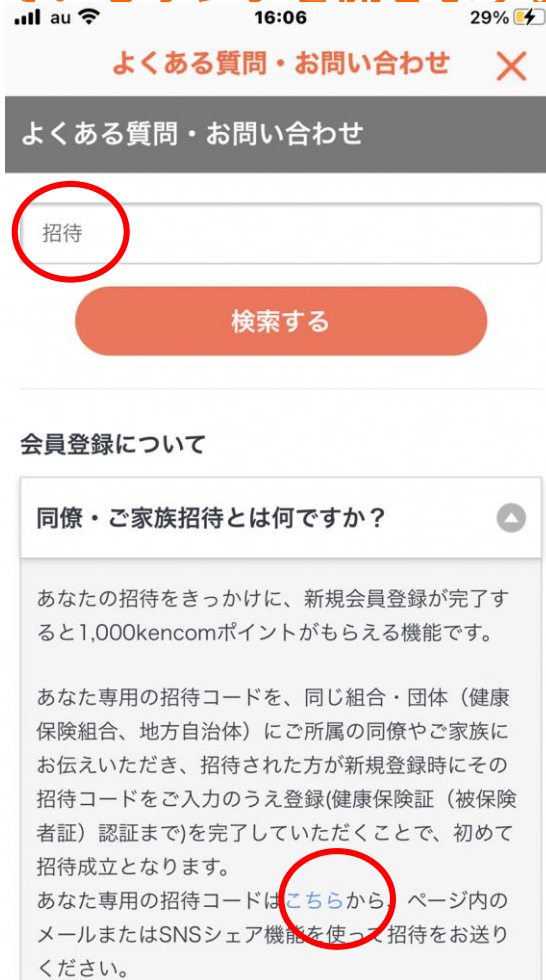 au
16:06
29%
よくある質問・お問い合わせ
よくある質問・お問い合わせ
招待
検索する
会員登録について
同僚・ご家族招待とは何ですか？
あなたの招待をきっかけに、新規会員登録が完了す
ると1,000kencomポイントがもらえる機能です。
あなた専用の招待コードを、同じ組合・団体（健康
保険組合、地方自治体）にご所属の同僚やご家族に
お伝えいただき、招待された方が新規登録時にその
招待コードをご入力のうえ登録(健康保険証（被保険
者証）認証まで)を完了していただくことで、初めて
招待成立となります。
あなた専用の招待コードはこちらから、ページ内の
メールまたはSNSシェア機能を使って招待をお送り
ください。